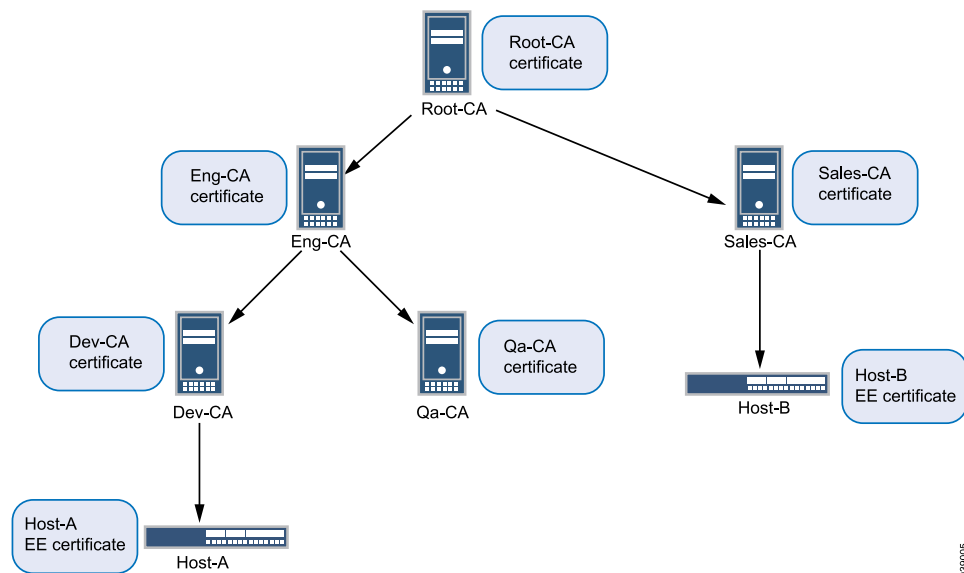 Root-CA
certificate
Root-CA
Eng-CA
certificate
Eng-CA
Sales-CA
certificate
Sales-CA
Dev-CA
certificate
Dev-CA
Qa-CA
certificate
Qa-CA
Host-B
EE certificate
Host-B
Host-A
EE certificate
Host-A